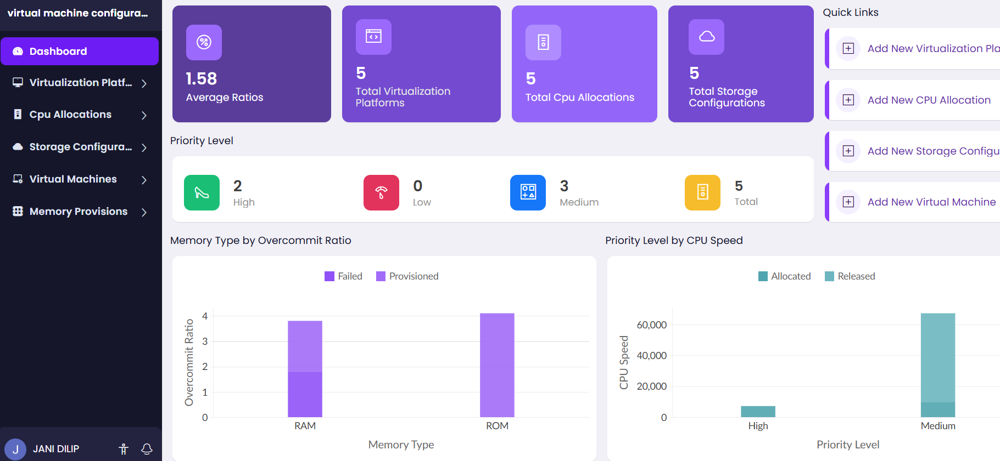 virtual machine configura...
Dashboard
Virtualization Platf...
Cpu Allocations
Storage Configura...
Virtual Machines
Memory Provisions
J
JANI DILIP
1.58
Average Ratios
5
Total Virtualization
Platforms
5
Total Cpu Allocations
5
Total Storage
Configurations
Quick Links
Add New Virtualization Pla
Add New CPU Allocation
Add New Storage Configu
Add New Virtual Machine
Priority Level
2
High
0
Low
3
Medium
5
Total
Memory Type by Overcommit Ratio
Failed Provisioned
Overcommit Ratio
4
3
2
1
0
RAM ROM
Memory Type
Priority Level by CPU Speed
Allocated Released
CPU Speed
60,000
40,000
20,000
0
High Medium
Priority Level